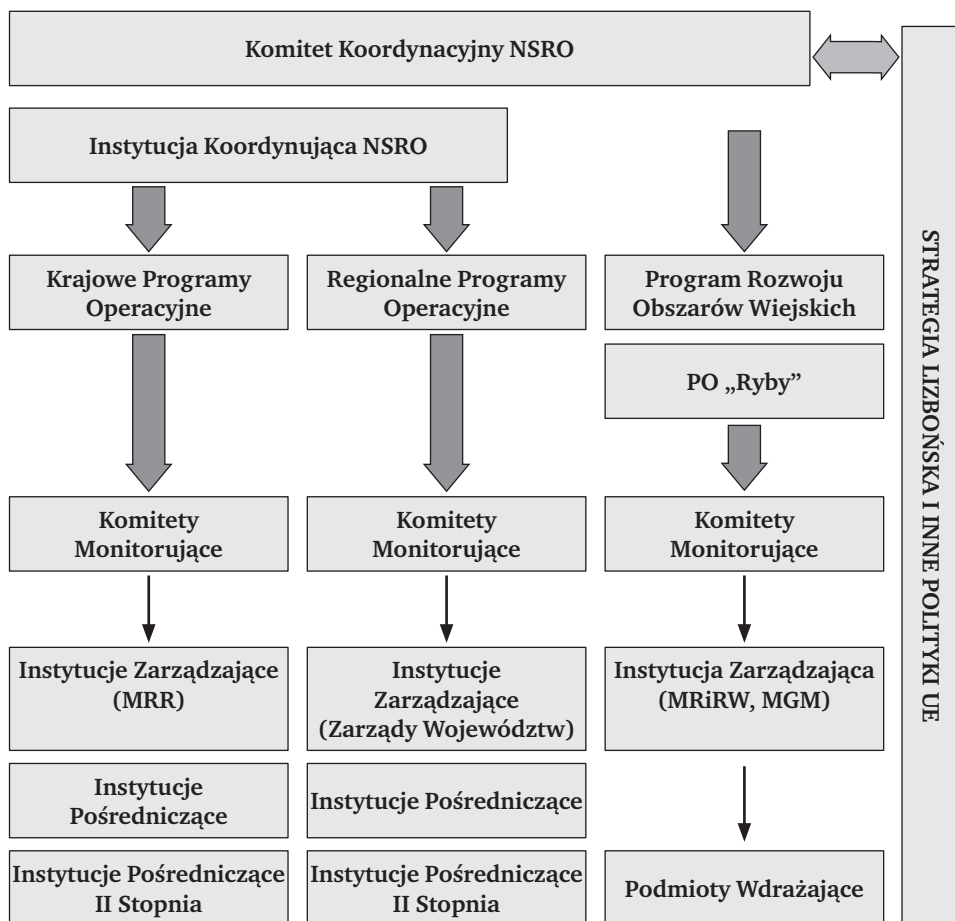 Komitet Koordynacyjny NSRO
Instytucja Koordynująca NSRO
Krajowe Programy
Operacyjne
Regionalne Programy
Operacyjne
Program Rozwoju
Obszarów Wiejskich
PO „Ryby”
Komitety
Monitorujące
Komitety
Monitorujące
Komitety
Monitorujące
Instytucje Zarządzające
(MRR)
Instytucje
Zarządzające
(Zarządy Województw)
Instytucja Zarządzająca
(MRiRW, MGM)
Instytucje
Pośredniczące
Instytucje Pośredniczące
Instytucje Pośredniczące
II Stopnia
Instytucje Pośredniczące
II Stopnia
Podmioty Wdrażające
STRATEGIA LIZBOŃSKA I INNE POLITYKI UE